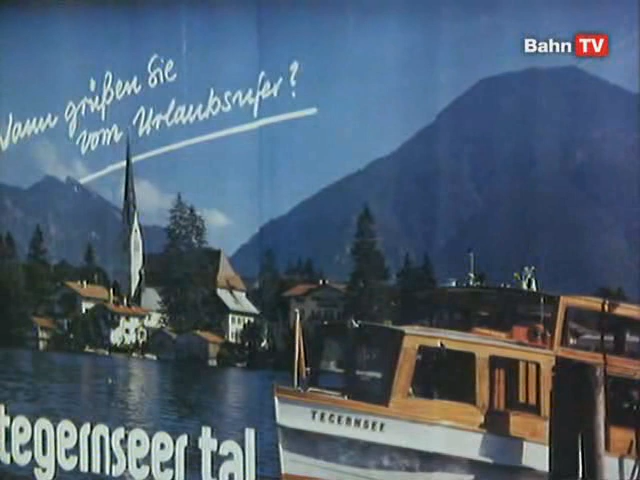 Wann grüßen Sie
vom Urlaubsufer?
Bahn TV
TEGERNSEE
tegernseer tal